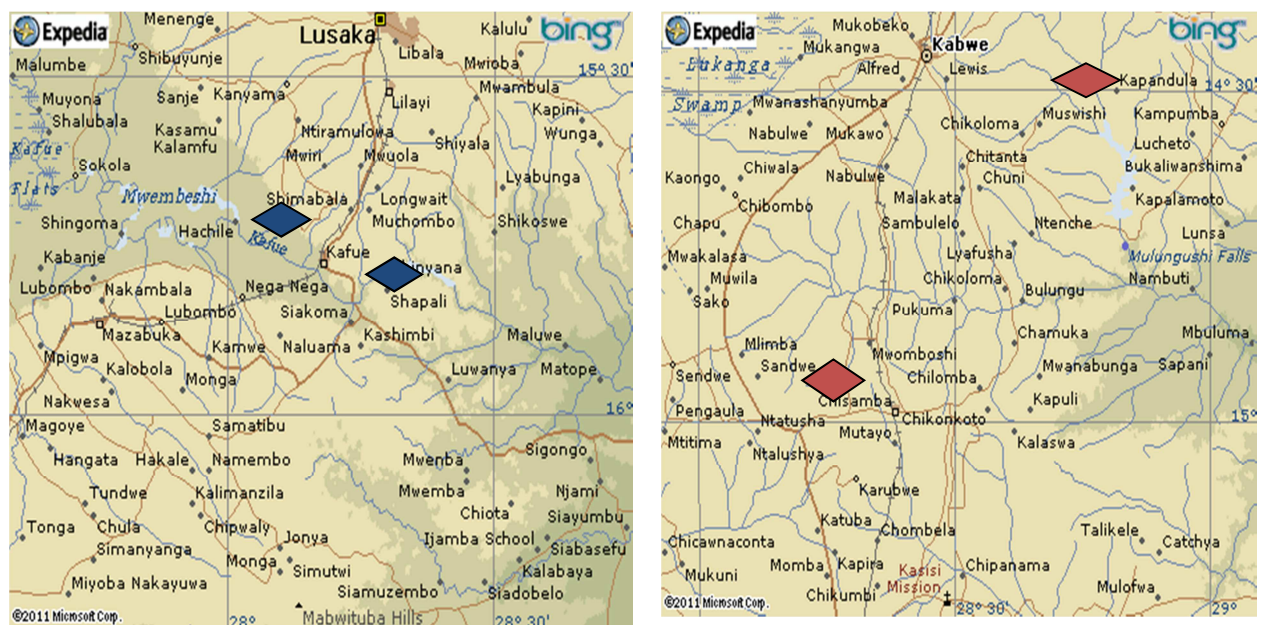 Expedia
bing
Menenge
Kalulu
Lusaka
Libala
Shibuyunje
Malumbe
Mwioba
15° 30'
Muyona
Sanje
Kanyama
Mwambula
Lilayi
Kapini
Shalubala
Kasamu
Ntiramulowa
Wunga
Kalamfu
Shiyala
Kafue
Mwiri
Mwuola
Sokola
Flats
Mwembeshi
Shimabala
Longwait
Lyabunga
Shingoma
Muchombo
Shikoswe
Hachile
Kafue
Kafue
Kabanje
inyana
Lubombo
Nakambala
Nega Nega
Shapali
Lubombo
Siakoma
Mazabuka
Kashimbi
Maluwe
Mpigwa
Kamwe
Naluama
Kalobola
Monga
Luwanya
Matope
Nakwesa
16°
Magoye
Samatibu
Hangata
Hakale
Namembo
Mwenba
Sigongo
Tundwe
Kalimanzila
Mwemba
Njami
Tonga
Chula
Chipwaly
Chiota
Siayumbu
Simanyanga
Jonya
Ijamba School
Siabasefu
Monga
Simutwi
Kalabaya
Miyoba Nakayuwa
Siamuzembo
Siadobelo
©2011 Microsoft Corp.
28°
Mabwituba Hills
28° 30'
Expedia
bing
Mukobeko
Mukangwa
Kabwe
Lukanga
Alfred
Lewis
Kapandula
14° 30'
Swamp
Mwanashanyumba
Muswishi
Kampumba
Nabulwe
Mukawo
Chikoloma
Lucheto
Chiwala
Chitanta
Bukaliwanshima
Kaongo
Nabulwe
Chuni
Chibombo
Malakata
Kapalamoto
Chapu
Sambulelo
Ntenche
Lunsa
Mwakalasa
Lyafusha
Mulungushi Falls
Muwila
Chikoloma
Nambuti
Sako
Bulungu
Pukuma
Mlimba
Chamuka
Mbuluma
Mwomboshi
Sendwe
Sandwe
Chilomba
Mwanabunga
Sapani
Pengaula
Chisamba
Kapuli
Ntatusha
Chikonkoto
15°
Mtitima
Mutayo
Kalaswa
Ntalushya
Karubwe
Katuba
Chombela
Talikele
Chicawnaconta
Catchya
Mukuni
Momba
Kapira
Kasisi
Chipanama
Mission
Chikumbi
Mulofwa
©2011 Microsoft Corp.
28° 30'
29°